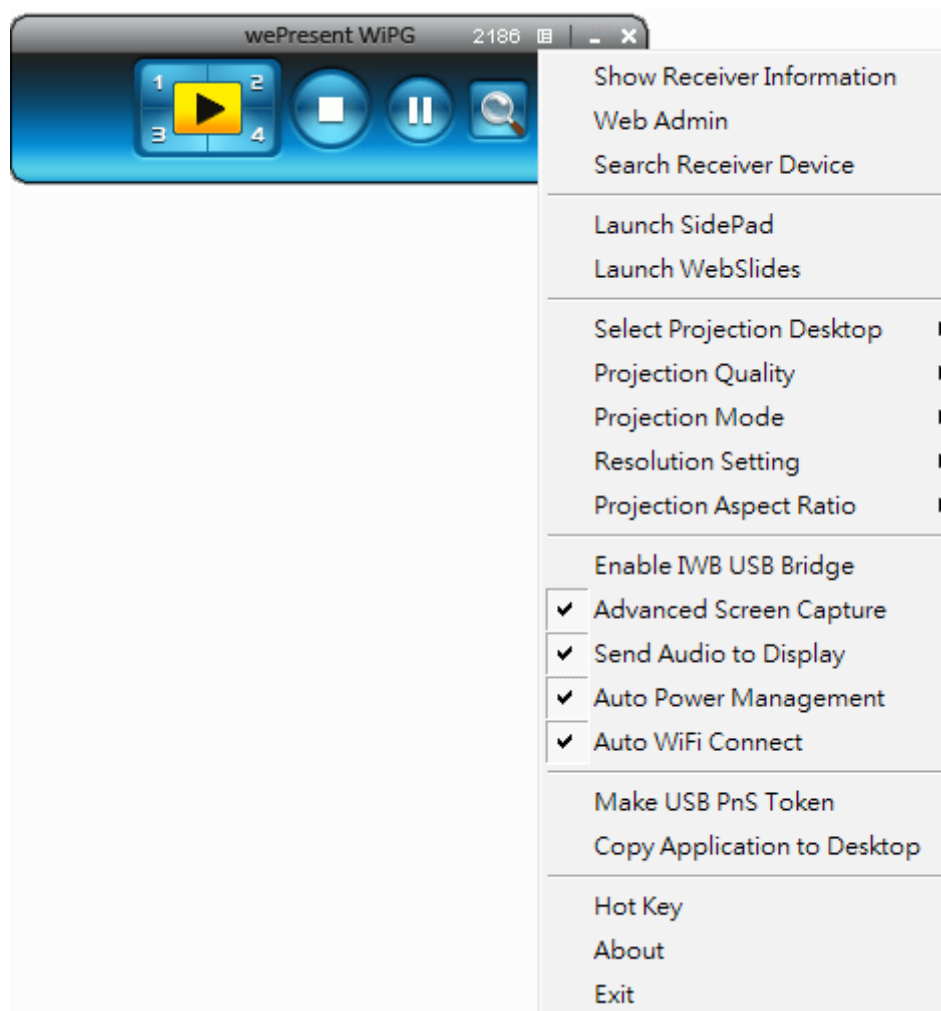 wePresent WiPG 2186
1 2
3 4
Show Receiver Information
Web Admin
Search Receiver Device
Launch SidePad
Launch WebSlides
Select Projection Desktop
Projection Quality
Projection Mode
Resolution Setting
Projection Aspect Ratio
Enable IWB USB Bridge
Advanced Screen Capture
Send Audio to Display
Auto Power Management
Auto WiFi Connect
Make USB PnS Token
Copy Application to Desktop
Hot Key
About
Exit